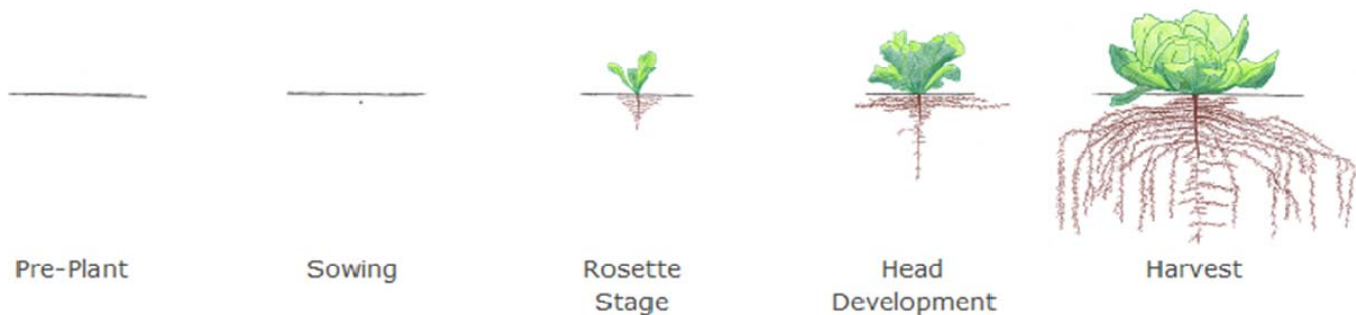 Pre-Plant
Sowing
Rosette
Stage
Head
Development
Harvest